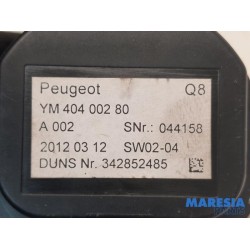 Peugeot Q8
YM 404 002 80
A 002 SNr.: 044158
2012 03 12 SW02-04
DUNS Nr. 342852485
MARESIA